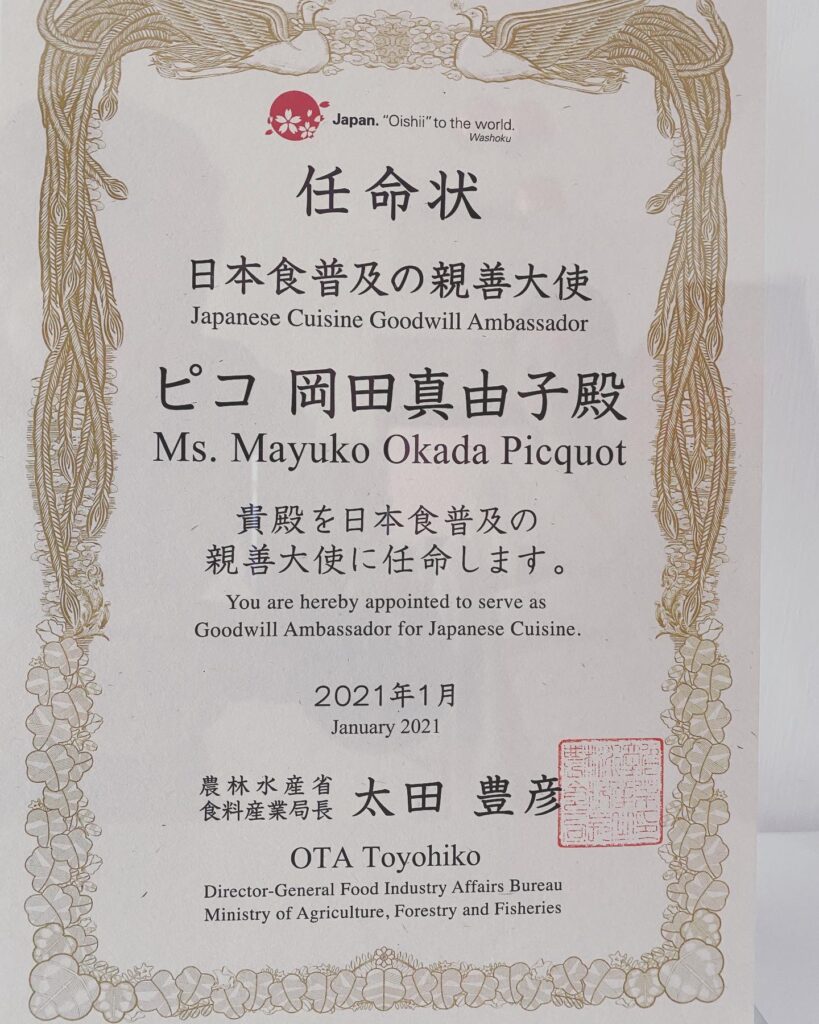 Japan. "Oishii" to the world.
Washoku
任命状
日本食普及の親善大使
Japanese Cuisine Goodwill Ambassador
ピコ 岡田真由子殿
Ms. Mayuko Okada Picquot
貴殿を日本食普及の
親善大使に任命します。
You are hereby appointed to serve as
Goodwill Ambassador for Japanese Cuisine.
2021年1月
January 2021
農林水産省
食料産業局長 太田 豊彦
OTA Toyohiko
Director-General Food Industry Affairs Bureau
Ministry of Agriculture, Forestry and Fisheries